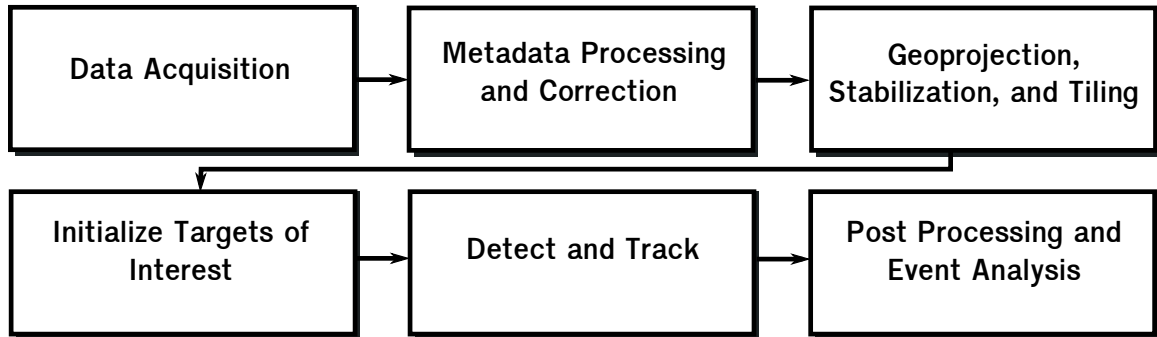 Data Acquisition
Metadata Processing
and Correction
Geoprojection,
Stabilization, and Tiling
Initialize Targets of
Interest
Detect and Track
Post Processing and
Event Analysis